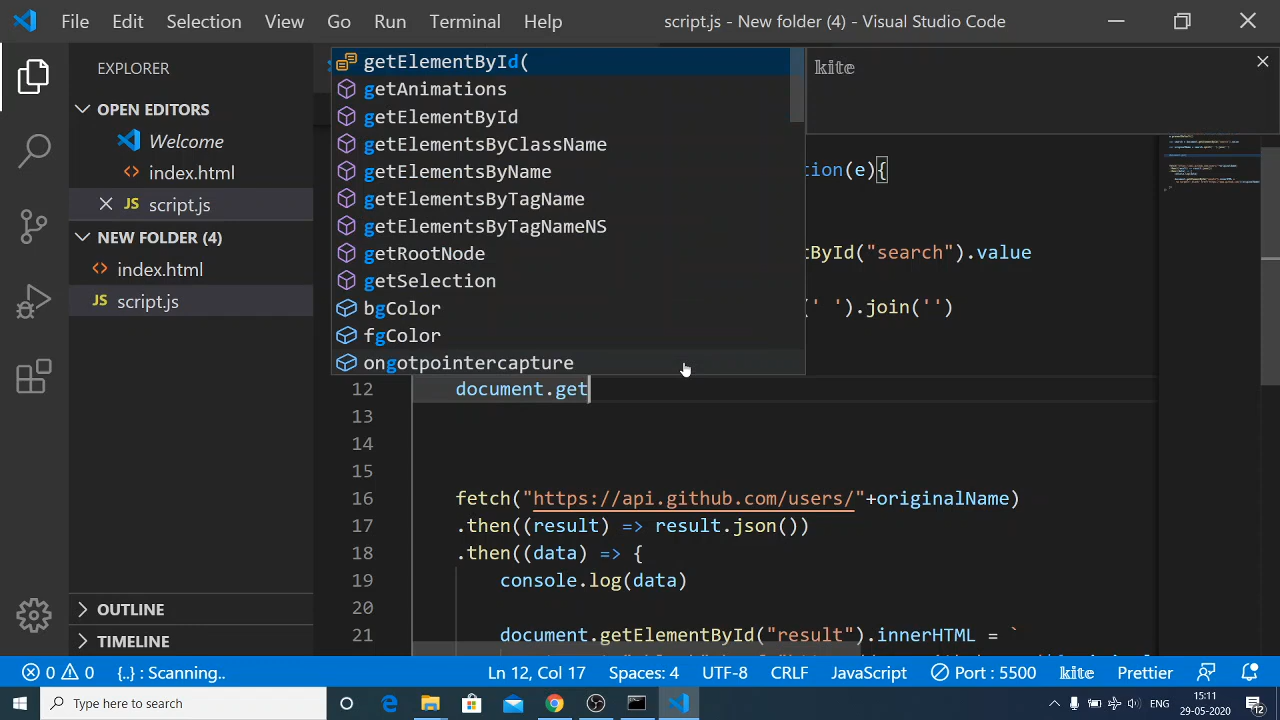 File Edit Selection View Go Run Terminal Help script.js - New folder (4) - Visual Studio Code
EXPLORER
OPEN EDITORS
Welcome
index.html
JS script.js
NEW FOLDER (4)
index.html
JS script.js
OUTLINE
TIMELINE
getElementById(
getAnimations
getElementById
getElementsByClassName
getElementsByName
getElementsByTagName
getElementsByTagNameNS
getRootNode
getSelection
bgColor
fgColor
ongotpointercapture
kite
tion(e){
tById("search").value
(' ').join('')
12 document.get
13
14
15
16 fetch("https://api.github.com/users/"+originalName)
17 .then((result) => result.json())
18 .then((data) => {
19 console.log(data)
20
21 document.getElementById("result").innerHTML = `
0 0 {..} : Scanning.. Ln 12, Col 17 Spaces: 4 UTF-8 CRLF JavaScript Port : 5500 kite Prettier
Type here to search
ENG
15:11
29-05-2020